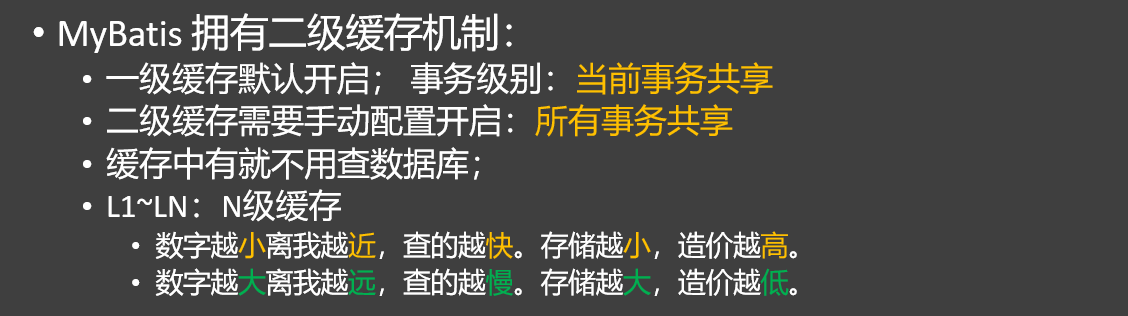 • MyBatis 拥有二级缓存机制：
• 一级缓存默认开启； 事务级别：当前事务共享
• 二级缓存需要手动配置开启：所有事务共享
• 缓存中有就不用查数据库；
• L1~LN：N级缓存
• 数字越小离我越近，查的越快。存储越小，造价越高。
• 数字越大离我越远，查的越慢。存储越大，造价越低。